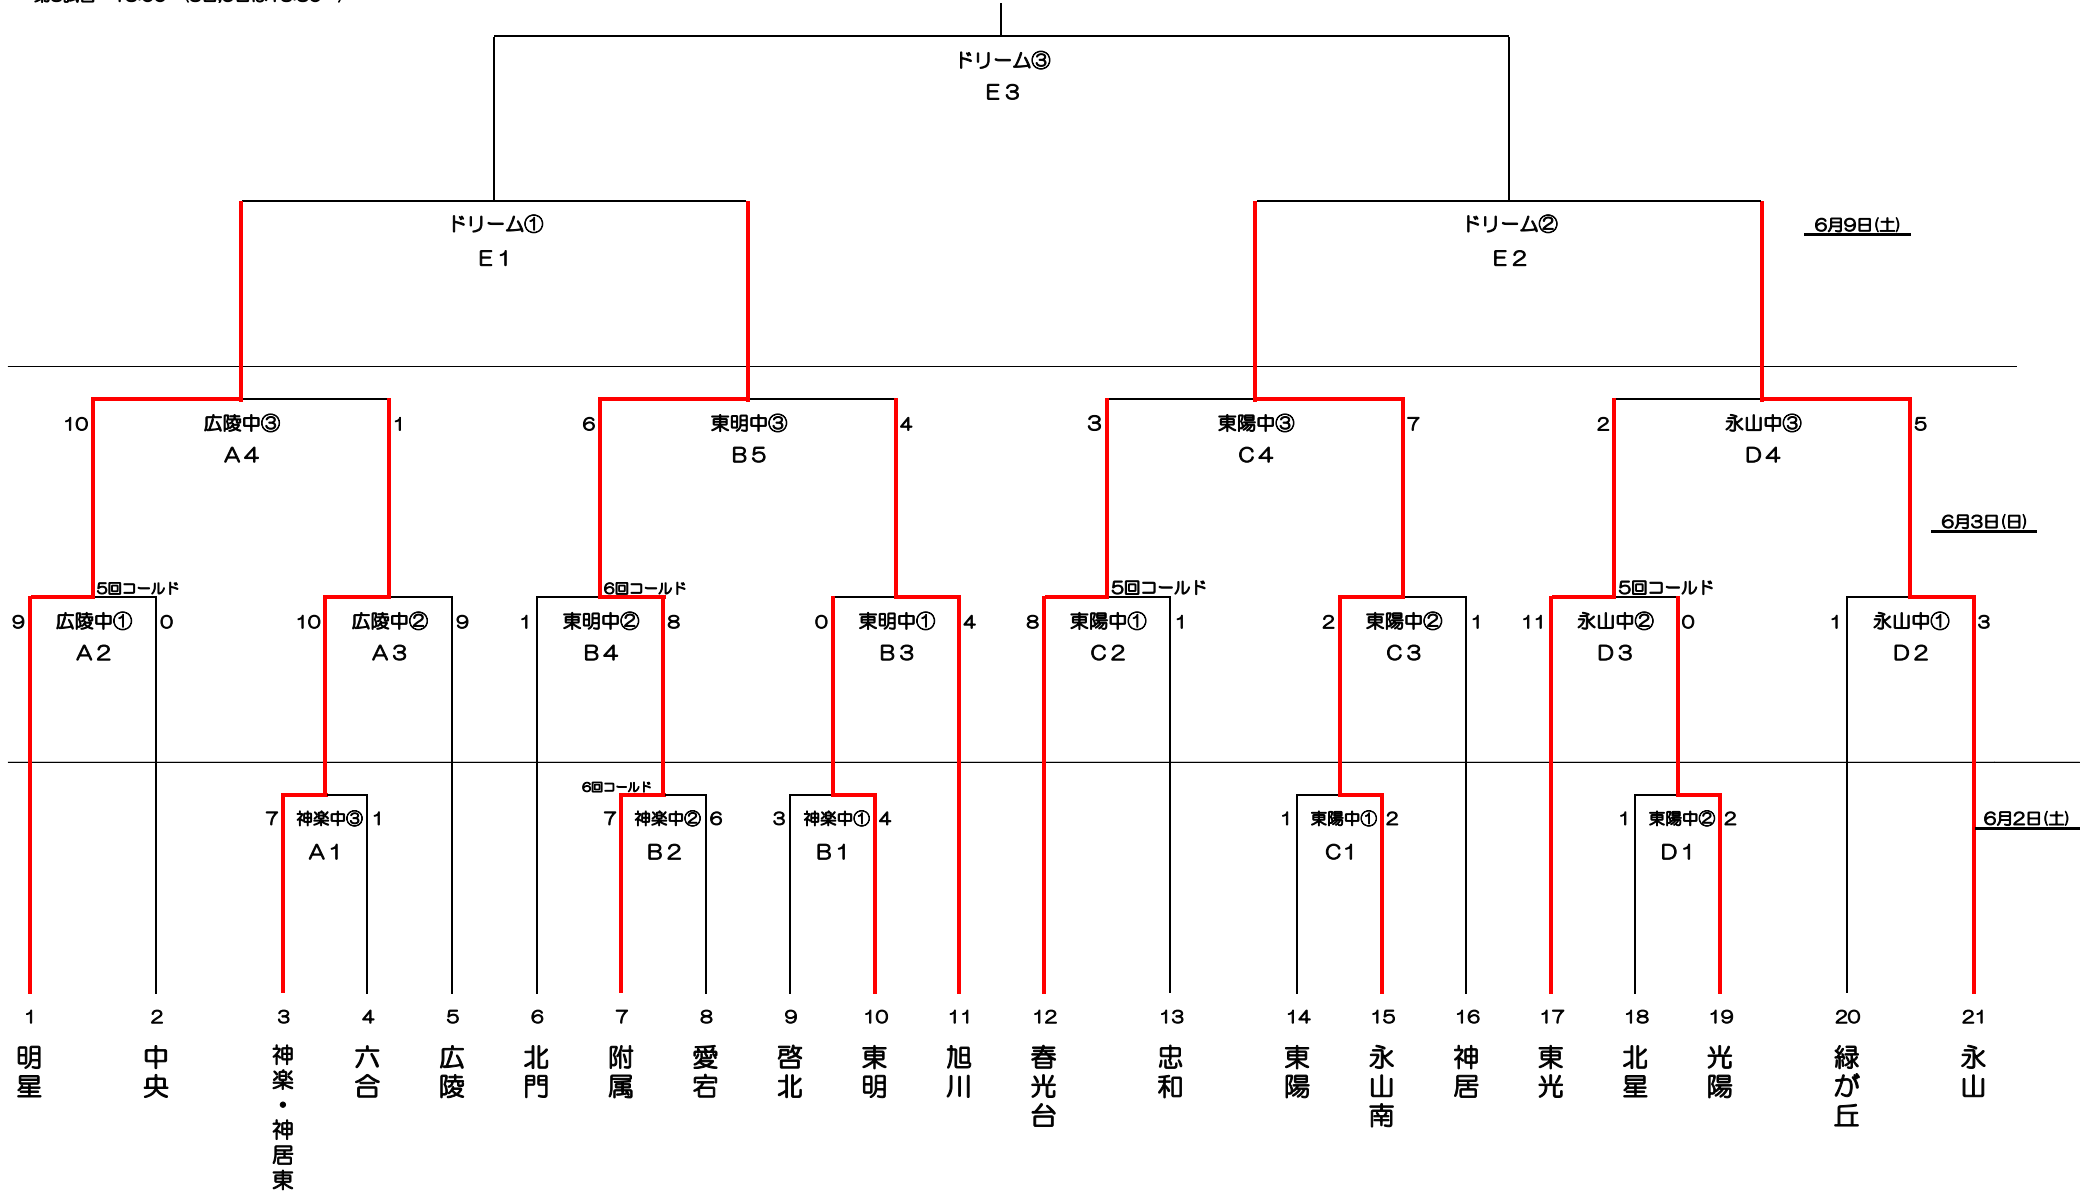 ドリーム③
E3
ドリーム①
E1
ドリーム②
E2
6月9日(土)
10 広陵中③ 1
A4
6 東明中③ 4
B5
3 東陽中③ 7
C4
2 永山中③ 5
D4
6月3日(日)
5回コールド
6回コールド
5回コールド
5回コールド
9 広陵中① 0
A2
10 広陵中② 9
A3
1 東明中② 8
B4
0 東明中① 4
B3
8 東陽中① 1
C2
2 東陽中② 1
C3
11 永山中② 0
D3
1 永山中① 3
D2
6回コールド
7 神楽中③ 1
A1
7 神楽中② 6
B2
3 神楽中① 4
B1
1 東陽中① 2
C1
1 東陽中② 2
D1
6月2日(土)
1 2 3 4 5 6 7 8 9 10 11 12 13 14 15 16 17 18 19 20 21
明星
中央
神楽・神居東
六合
広陵
北門
附属
愛宕
啓北
東明
旭川
春光台
忠和
東陽
永山南
神居
東光
北星
光陽
緑が丘
永山